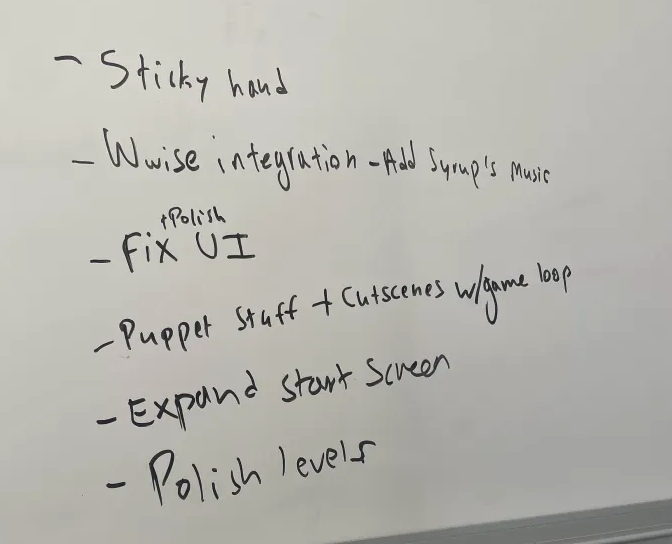 - Sticky hand
- Wwise integration - Add Syrup's Music
+Polish
- Fix UI
- Puppet Stuff + Cutscenes w/game loop
- Expand start Screen
- Polish levels